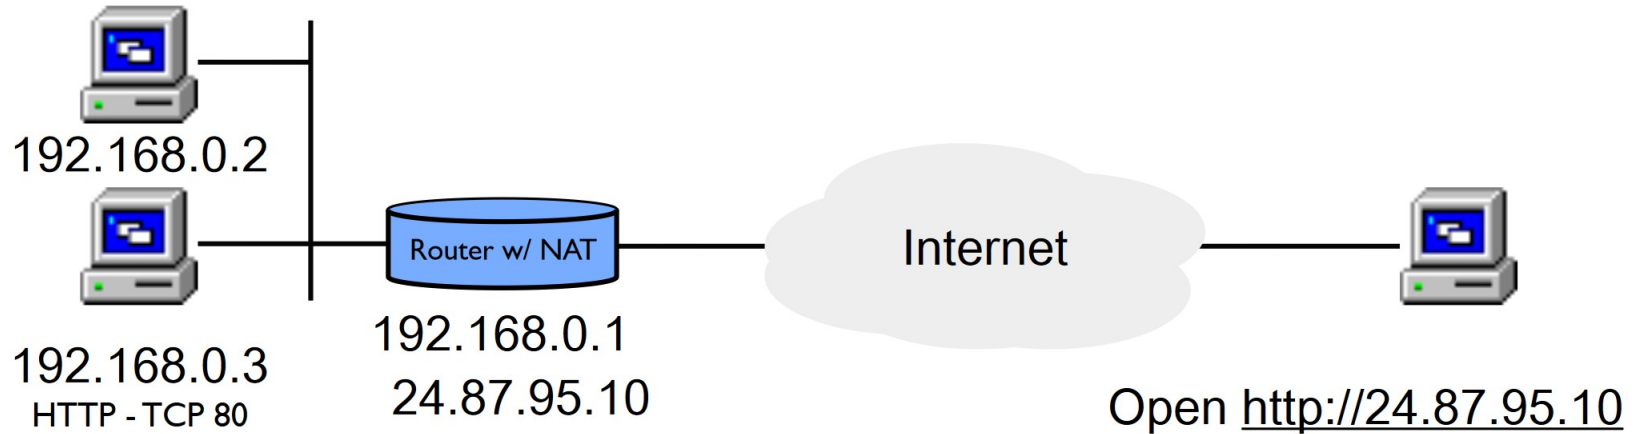 192.168.0.2
192.168.0.3
HTTP - TCP 80
Router w/ NAT
192.168.0.1
24.87.95.10
Internet
Open http://24.87.95.10